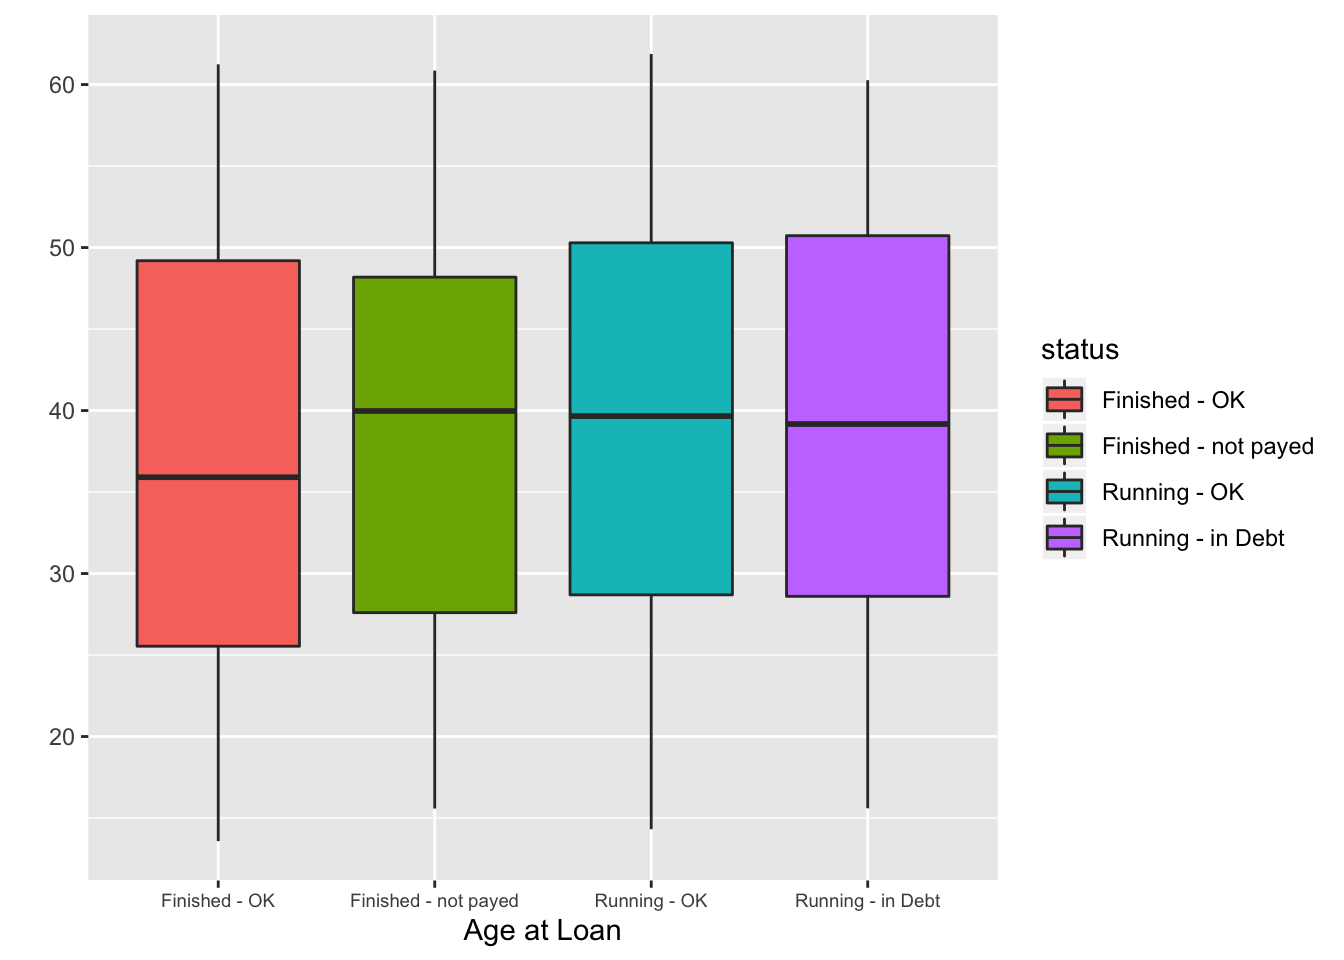 60
50
40
30
20
Finished - OK
Finished - not payed
Running - OK
Running - in Debt
Age at Loan
status
Finished - OK
Finished - not payed
Running - OK
Running - in Debt